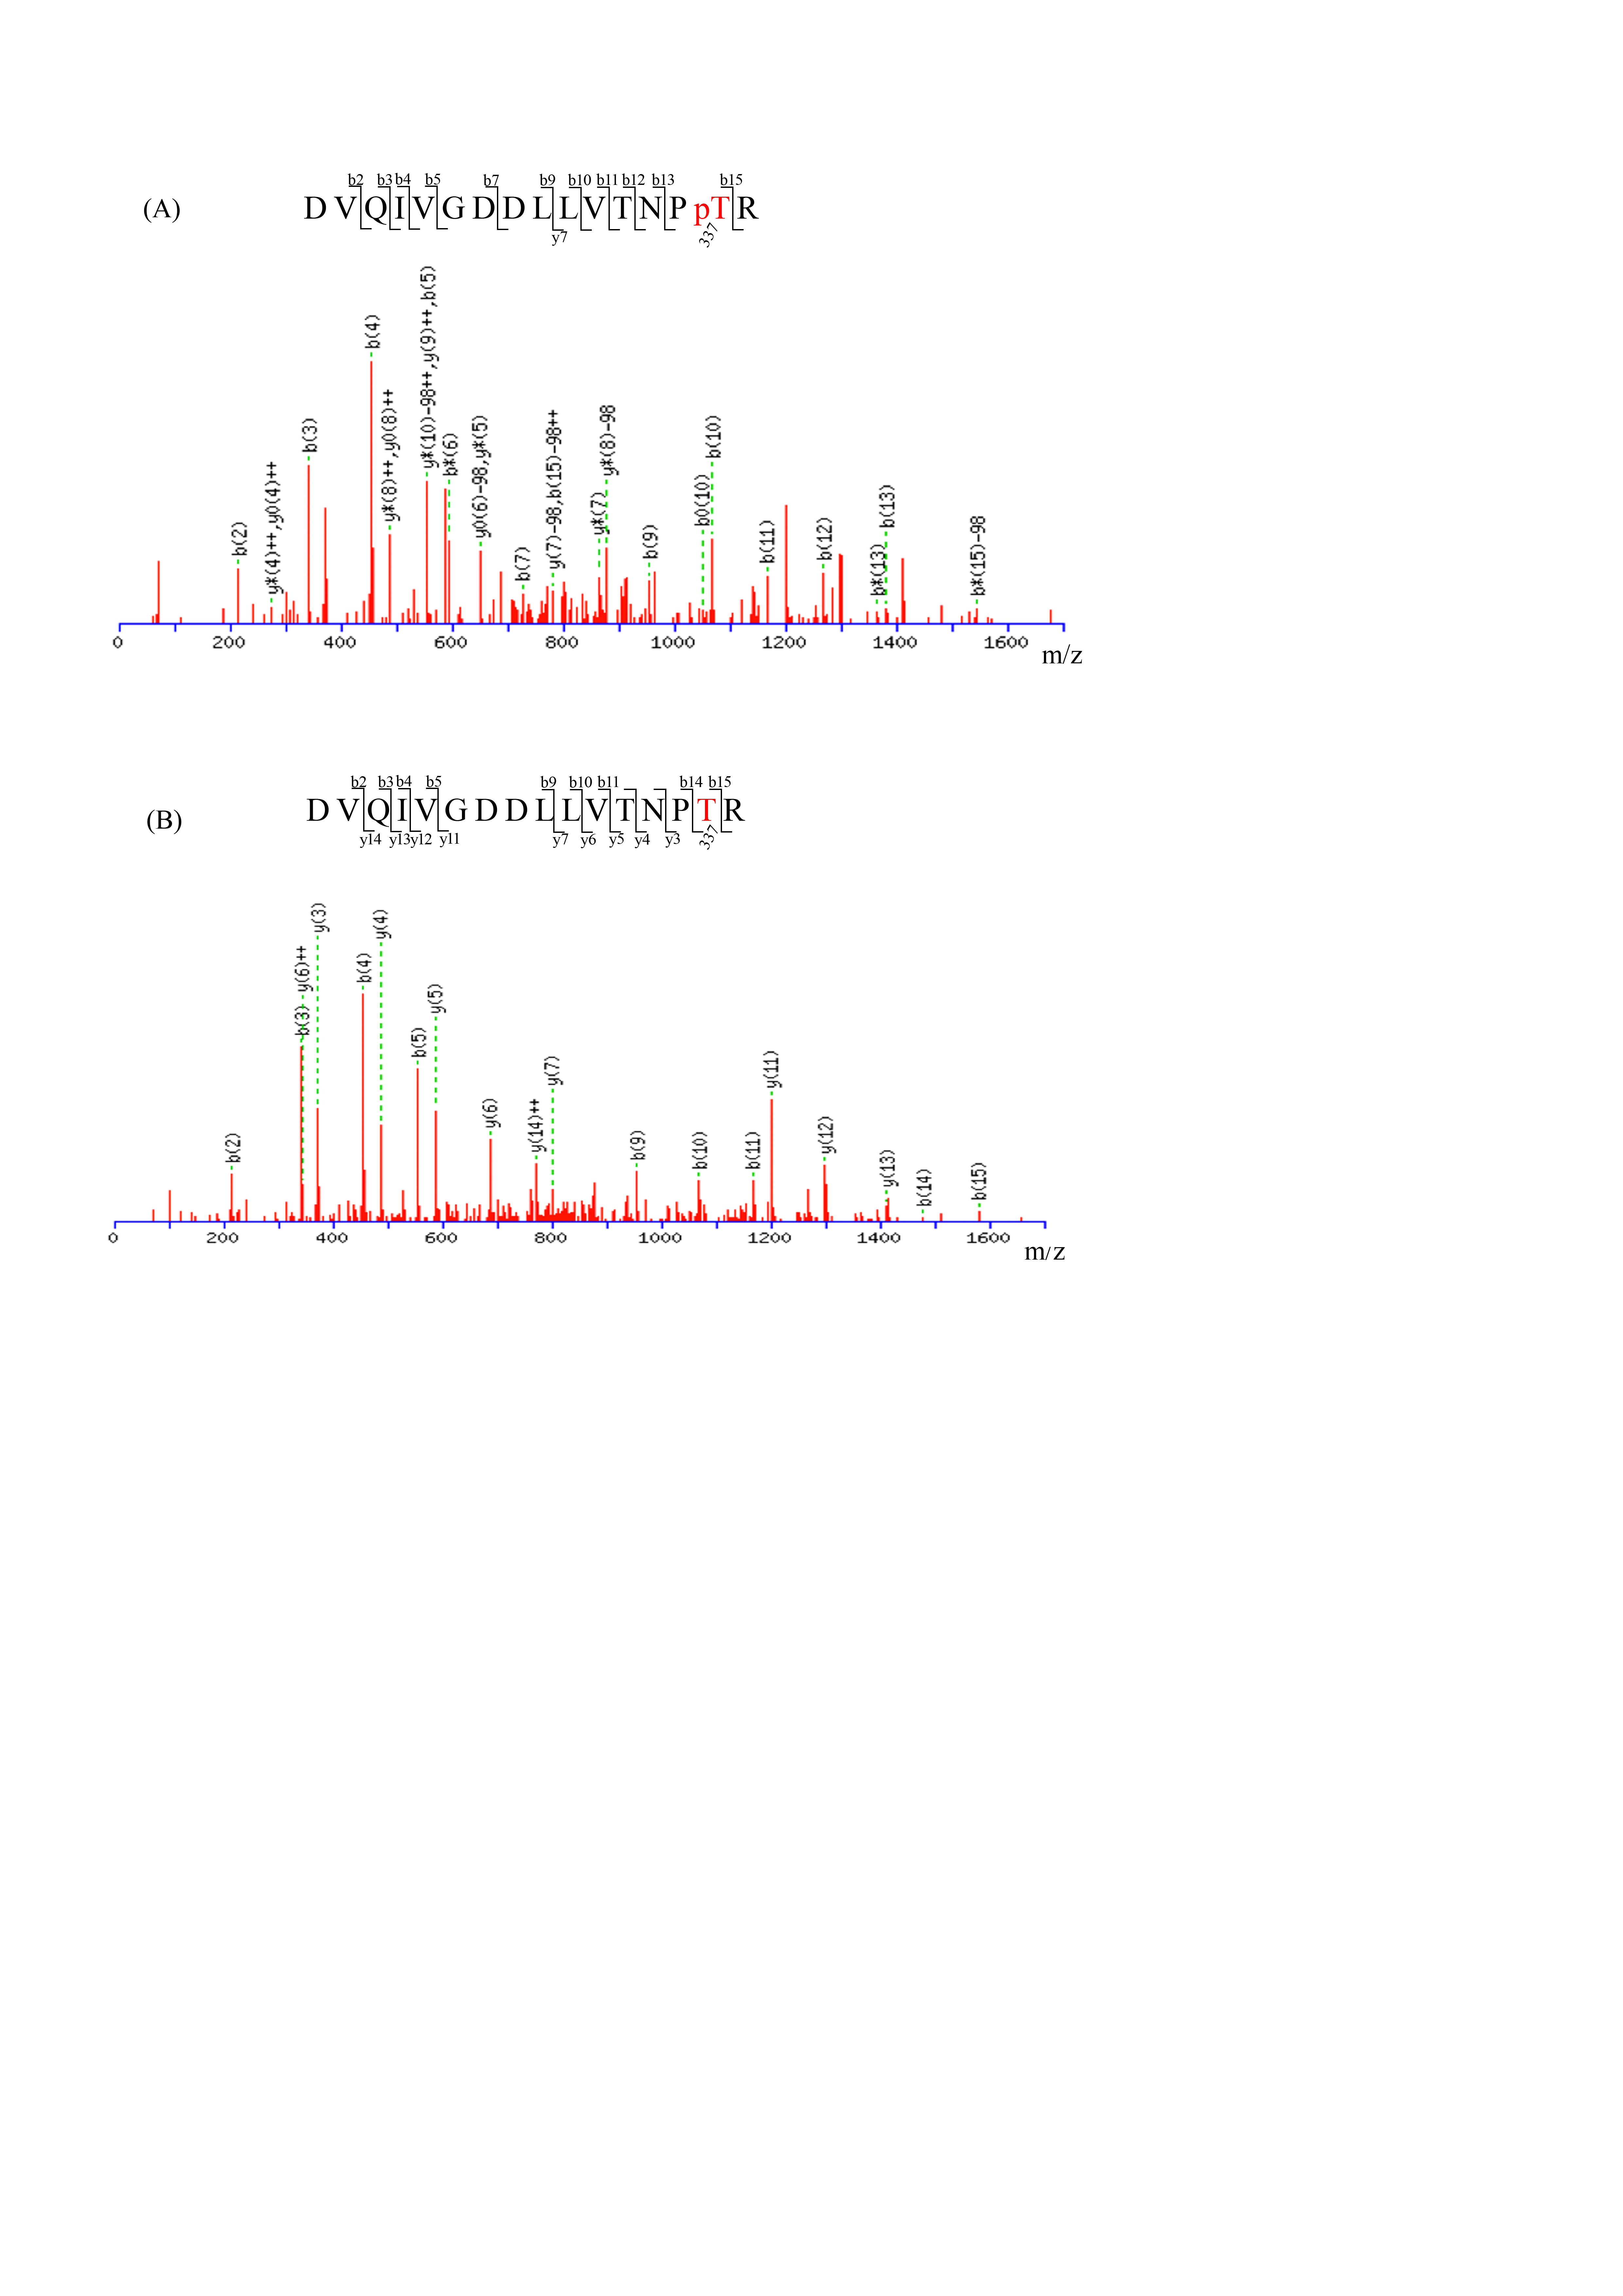 b2 b3 b4 b5 b7 b9 b10 b11 b12 b13 b15
(A) D V Q I V G D D L L V T N P pT R
y7 337
b(2) y*(4)++,y0(4)++ b(3) b(4) y*(8)++,y0(8)++ y*(10)-98++,y(9)++,b(5) b*(6) y0(6)-98,y*(5) b(7) y(7)-98,b(15)-98++ y*(7) y*(8)-98 b(9) b0(10) b(10) b(11) b(12) b*(13) b(13) b*(15)-98
0 200 400 600 800 1000 1200 1400 1600 m/z
b2 b3 b4 b5 b9 b10 b11 b14 b15
(B) D V Q I V G D D L L V T N P T R
y14 y13 y12 y11 y7 y6 y5 y4 y3 337
b(2) b(3) y(6)++ y(3) b(4) y(4) b(5) y(5) y(6) y(14)++ y(7) b(9) b(10) b(11) y(11) y(12) y(13) b(14) b(15)
0 200 400 600 800 1000 1200 1400 1600 m/z